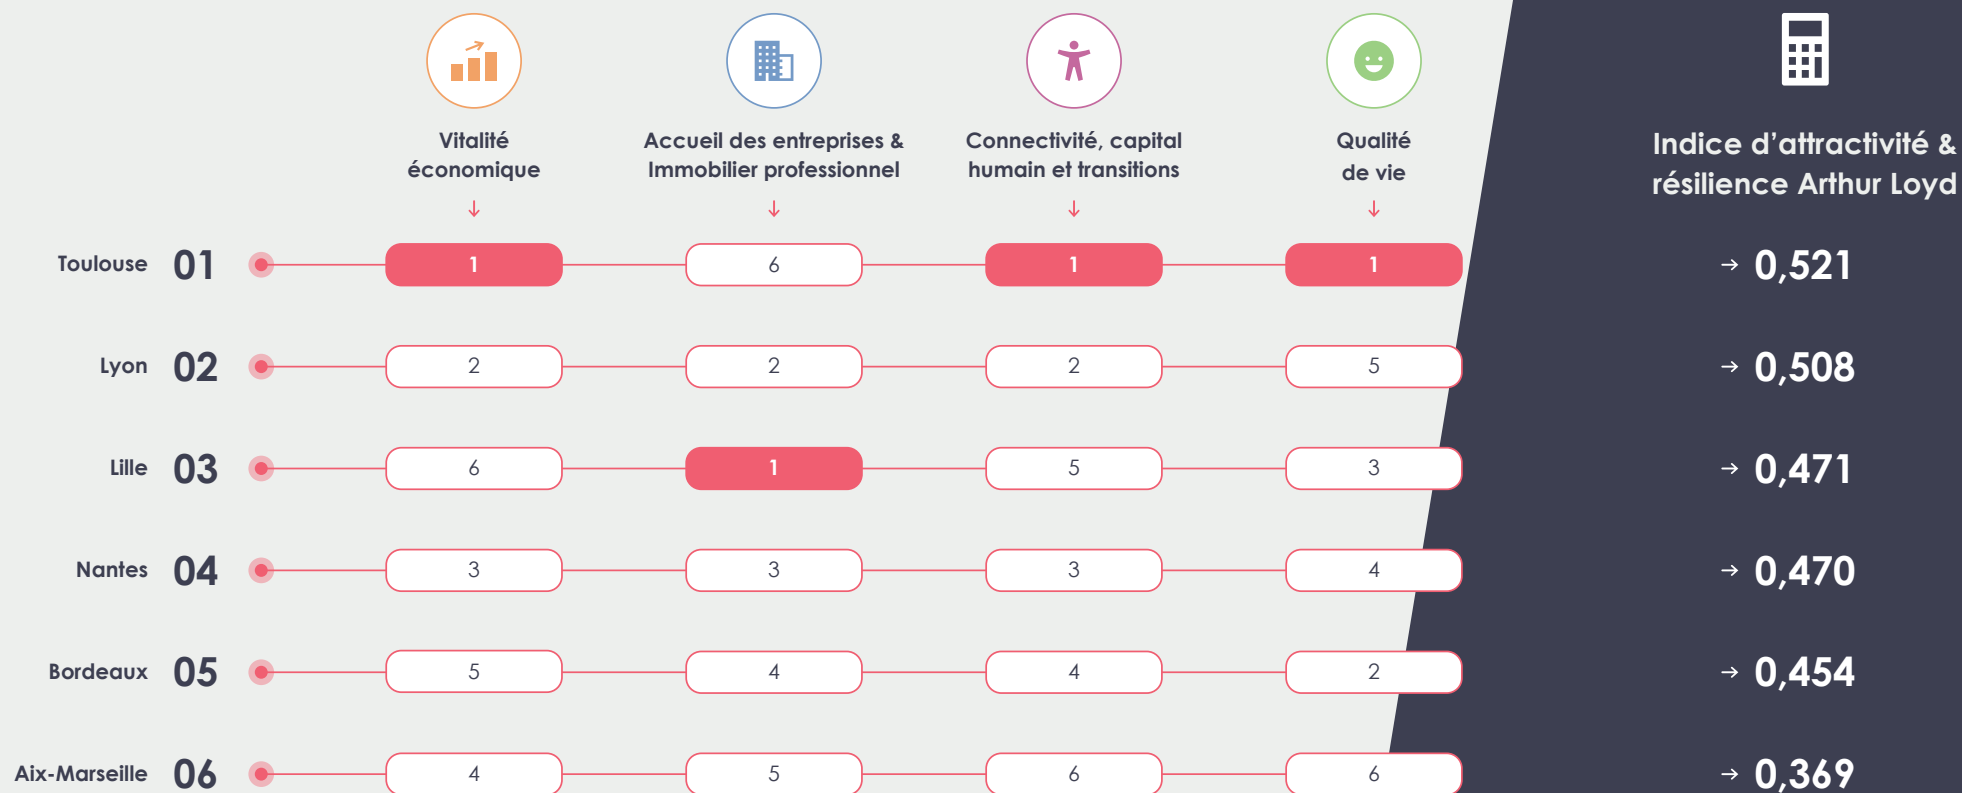 Vitalité
économique
Accueil des entreprises &
Immobilier professionnel
Connectivité, capital
humain et transitions
Qualité
de vie
Indice d’attractivité &
résilience Arthur Loyd
Toulouse 01 1 6 1 1 → 0,521
Lyon 02 2 2 2 5 → 0,508
Lille 03 6 1 5 3 → 0,471
Nantes 04 3 3 3 4 → 0,470
Bordeaux 05 5 4 4 2 → 0,454
Aix-Marseille 06 4 5 6 6 → 0,369